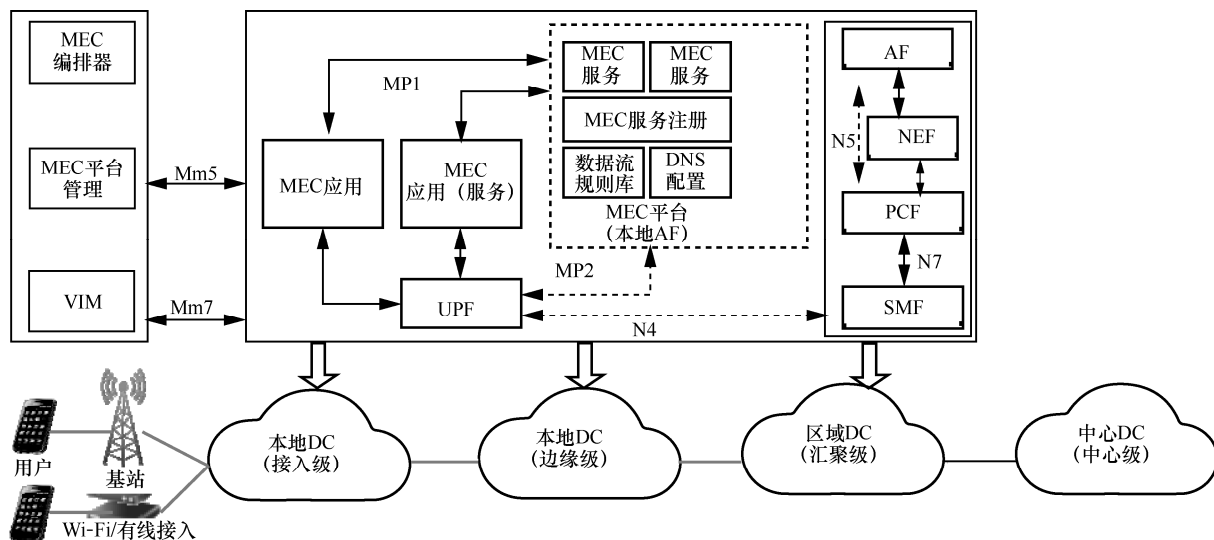 MEC
编排器
MEC平台
管理
VIM
Mm5
Mm7
MP1
MEC应用
MEC
应用（服务）
UPF
MEC
服务
MEC
服务
MEC服务注册
数据流
规则库
DNS
配置
MEC平台
(本地AF)
MP2
N4
AF
N5
NEF
PCF
N7
SMF
用户
基站
Wi-Fi/有线接入
本地DC
(接入级)
本地DC
(边缘级)
区域DC
(汇聚级)
中心DC
(中心级)